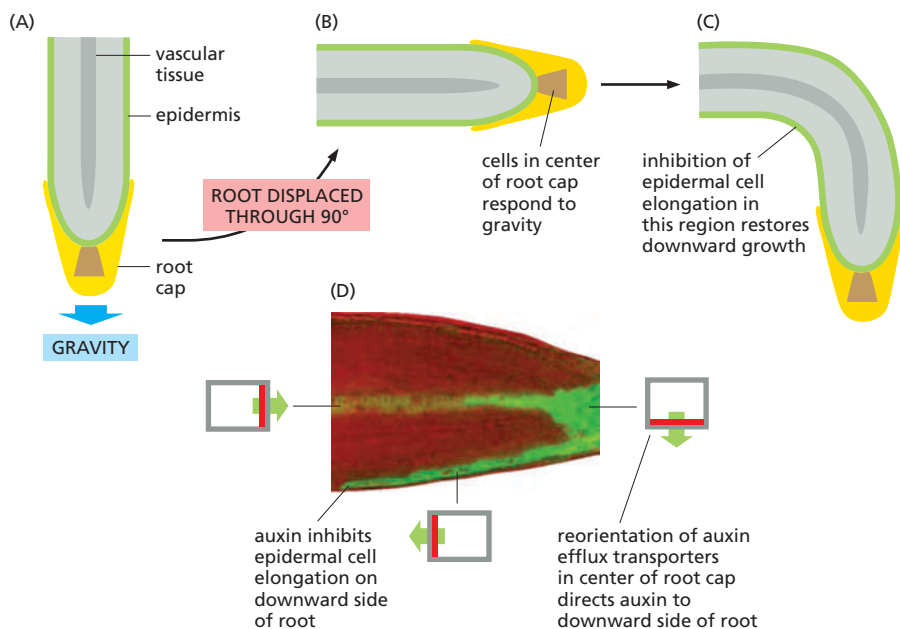 (A)
vascular
tissue
epidermis
root
cap
GRAVITY
ROOT DISPLACED
THROUGH 90°
(B)
cells in center
of root cap
respond to
gravity
(C)
inhibition of
epidermal cell
elongation in
this region restores
downward growth
(D)
auxin inhibits
epidermal cell
elongation on
downward side
of root
reorientation of auxin
efflux transporters
in center of root cap
directs auxin to
downward side of root